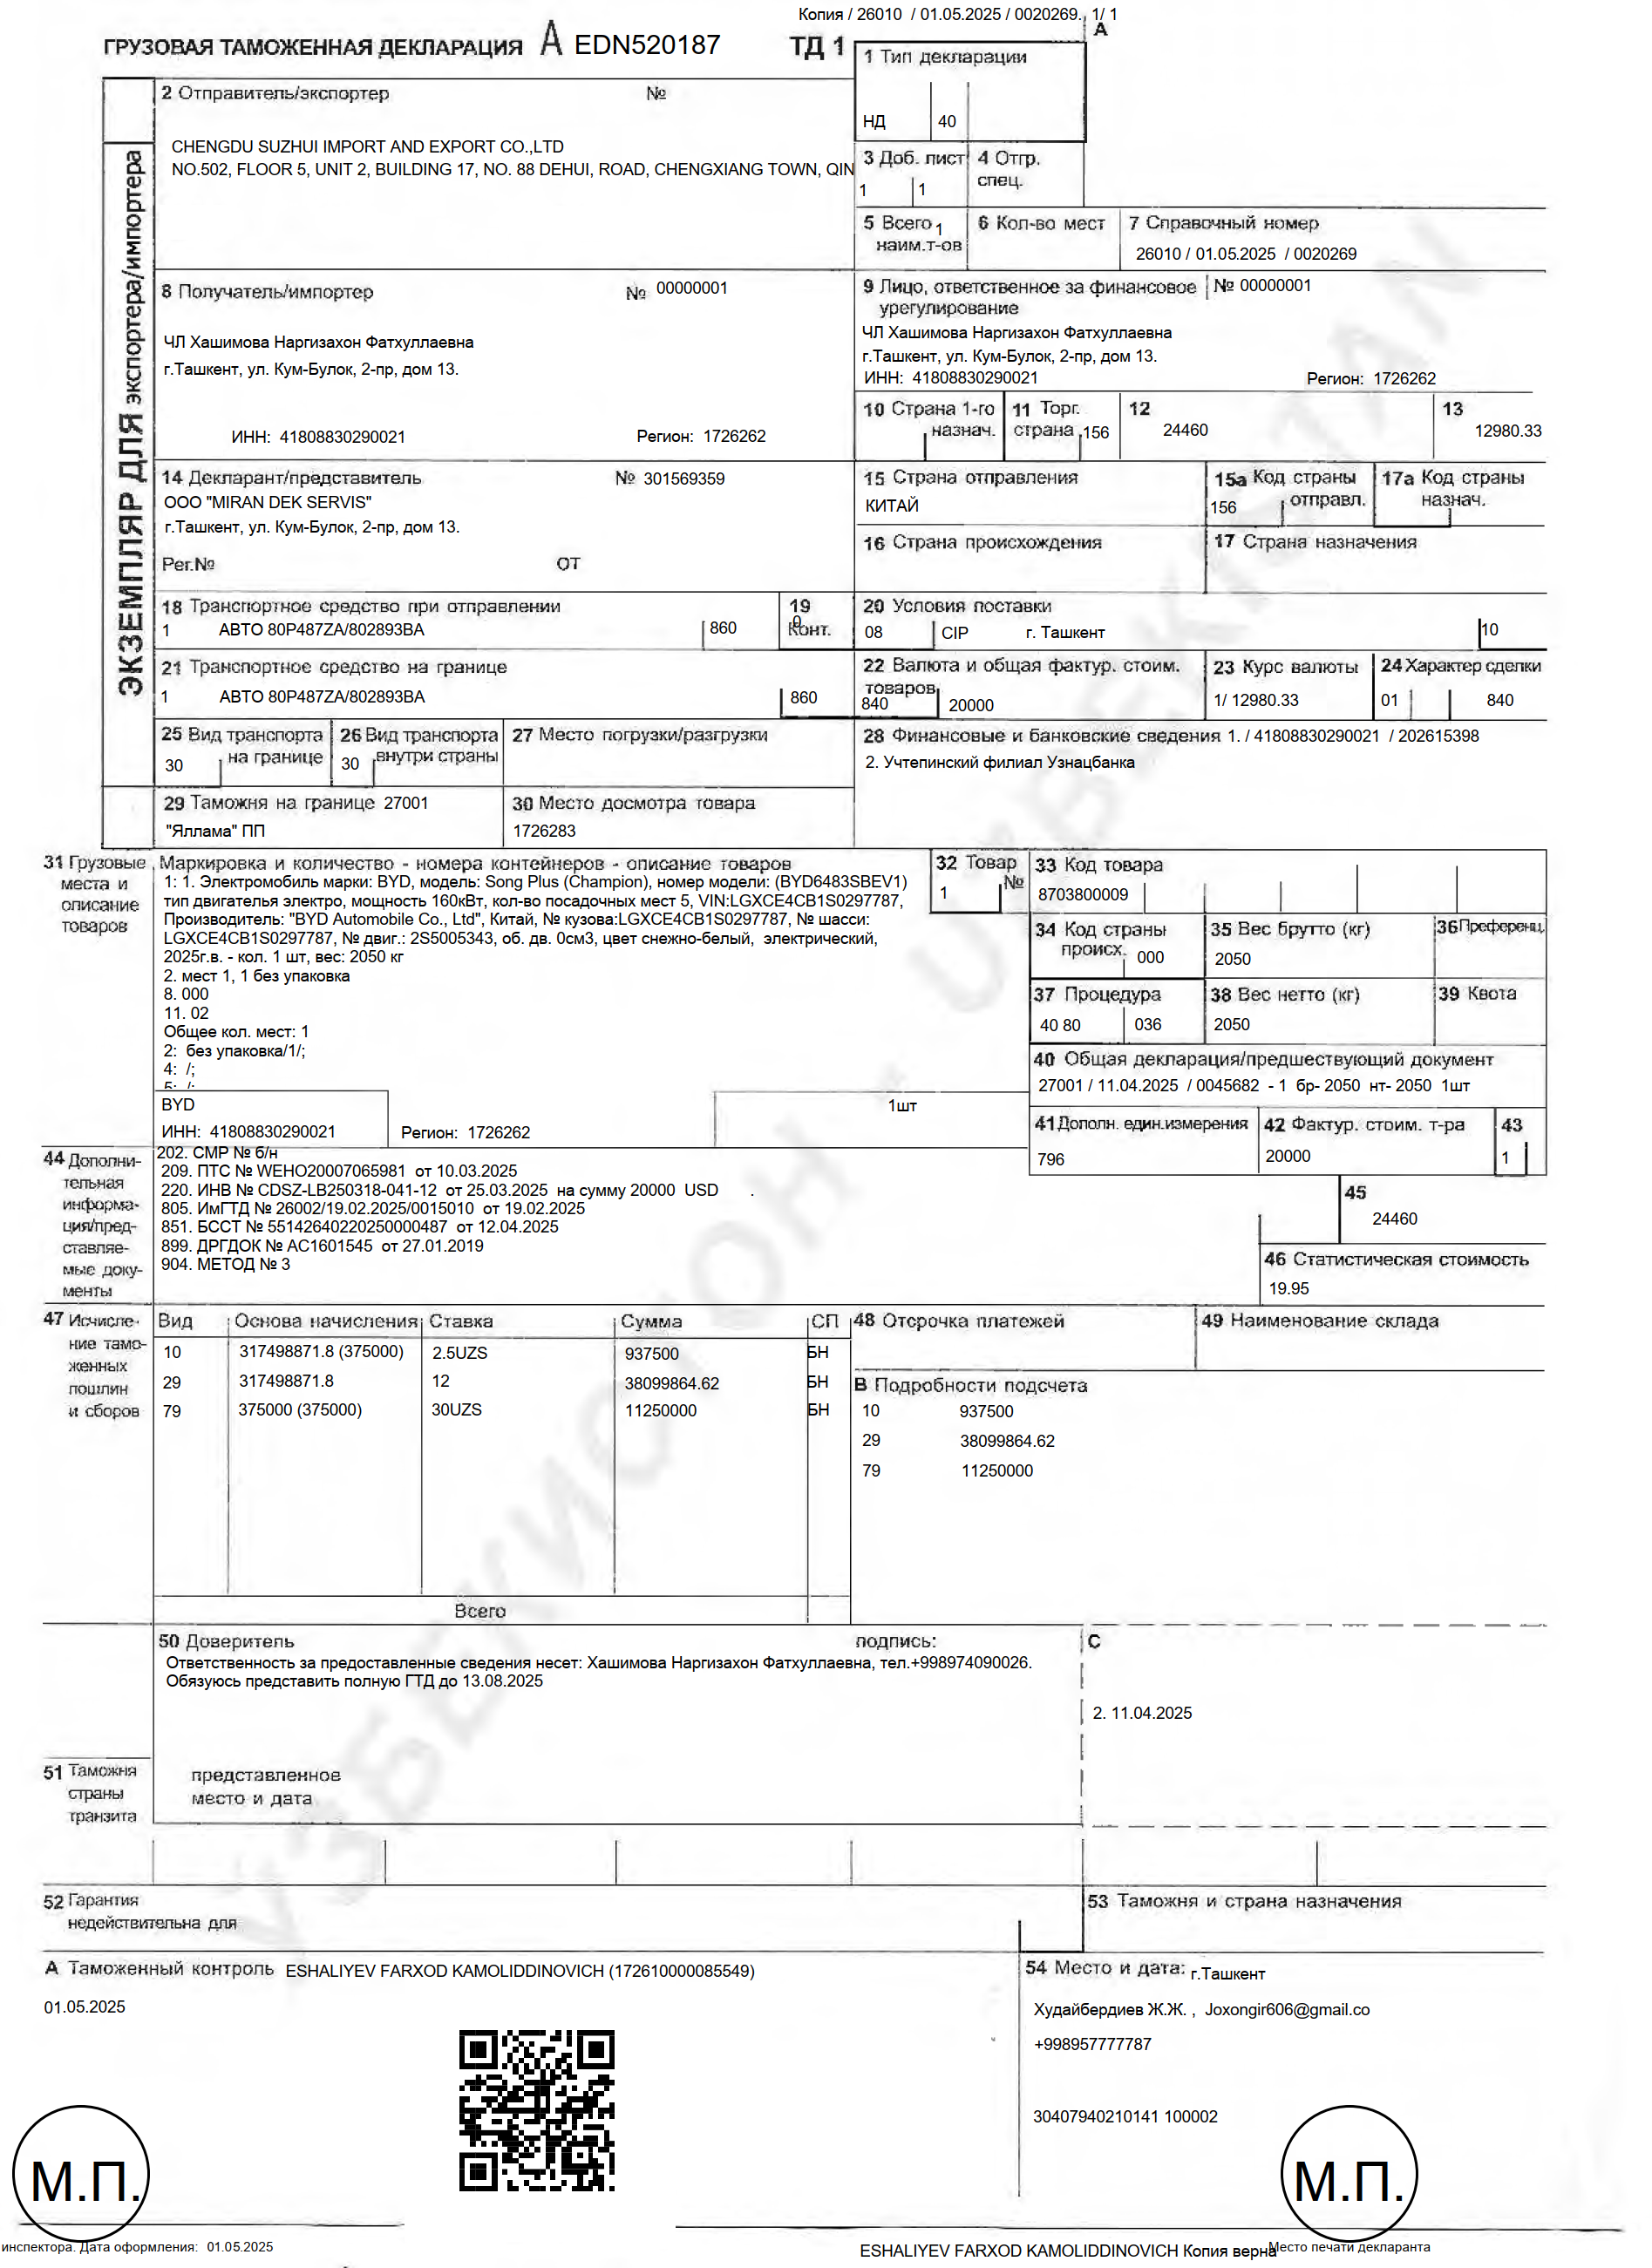 Копия / 26010 / 01.05.2025 / 0020269. 1/ 1
ГРУЗОВАЯ ТАМОЖЕННАЯ ДЕКЛАРАЦИЯ А EDN520187 ТД 1
А
1 Тип декларации
НД 40
2 Отправитель/экспортер №
CHENGDU SUZHUI IMPORT AND EXPORT CO.,LTD
NO.502, FLOOR 5, UNIT 2, BUILDING 17, NO. 88 DEHUI, ROAD, CHENGXIANG TOWN, QIN
3 Доб. лист 4 Отгр. спец.
1 1
5 Всего наим.т-ов 1 6 Кол-во мест 7 Справочный номер
26010 / 01.05.2025 / 0020269
ЭКЗЕМПЛЯР ДЛЯ экспортера/импортера
8 Получатель/импортер № 00000001
ЧЛ Хашимова Наргизахон Фатхуллаевна
г.Ташкент, ул. Кум-Булок, 2-пр, дом 13.
ИНН: 41808830290021 Регион: 1726262
9 Лицо, ответственное за финансовое урегулирование № 00000001
ЧЛ Хашимова Наргизахон Фатхуллаевна
г.Ташкент, ул. Кум-Булок, 2-пр, дом 13.
ИНН: 41808830290021 Регион: 1726262
10 Страна 1-го назнач. 11 Торг. страна 156 12 24460 13 12980.33
14 Декларант/представитель № 301569359
ООО "MIRAN DEK SERVIS"
г.Ташкент, ул. Кум-Булок, 2-пр, дом 13.
Рег.№ ОТ
15 Страна отправления
КИТАЙ
15а Код страны отправл. 156 17а Код страны назнач.
16 Страна происхождения 17 Страна назначения
18 Транспортное средство при отправлении
1 АВТО 80P487ZA/802893BA 860
19 Конт. 0
20 Условия поставки
08 CIP г. Ташкент 10
21 Транспортное средство на границе
1 АВТО 80P487ZA/802893BA 860
22 Валюта и общая фактур. стоим. товаров
840 20000
23 Курс валюты
1/ 12980.33
24 Характер сделки
01 840
25 Вид транспорта на границе 30
26 Вид транспорта внутри страны 30
27 Место погрузки/разгрузки
28 Финансовые и банковские сведения 1. / 41808830290021 / 202615398
2. Учтепинский филиал Узнацбанка
29 Таможня на границе 27001
"Яллама" ПП
30 Место досмотра товара
1726283
31 Грузовые места и описание товаров
Маркировка и количество - номера контейнеров - описание товаров
1: 1. Электромобиль марки: BYD, модель: Song Plus (Champion), номер модели: (BYD6483SBEV1)
тип двигателья электро, мощность 160кВт, кол-во посадочных мест 5, VIN:LGXCE4CB1S0297787,
Производитель: "BYD Automobile Co., Ltd", Китай, № кузова:LGXCE4CB1S0297787, № шасси:
LGXCE4CB1S0297787, № двиг.: 2S5005343, об. дв. 0см3, цвет снежно-белый, электрический,
2025г.в. - кол. 1 шт, вес: 2050 кг
2. мест 1, 1 без упаковка
8. 000
11. 02
Общее кол. мест: 1
2: без упаковка/1/;
4: /;
5: /;
BYD 1шт
ИНН: 41808830290021 Регион: 1726262
32 Товар № 1
33 Код товара
8703800009
34 Код страны происх. 000
35 Вес брутто (кг)
2050
36 Преференц.
37 Процедура
40 80 036
38 Вес нетто (кг)
2050
39 Квота
40 Общая декларация/предшествующий документ
27001 / 11.04.2025 / 0045682 - 1 бр- 2050 нт- 2050 1шт
41 Дополн. един.измерения
796
42 Фактур. стоим. т-ра
20000
43
1
44 Дополнительная информация/представляемые документы
202. СМР № б/н
209. ПТС № WEHO20007065981 от 10.03.2025
220. ИНВ № CDSZ-LB250318-041-12 от 25.03.2025 на сумму 20000 USD .
805. ИмГТД № 26002/19.02.2025/0015010 от 19.02.2025
851. БССТ № 55142640220250000487 от 12.04.2025
899. ДРГДОК № АС1601545 от 27.01.2019
904. МЕТОД № 3
45
24460
46 Статистическая стоимость
19.95
47 Исчисление таможенных пошлин и сборов
Вид Основа начисления Ставка Сумма СП
10 317498871.8 (375000) 2.5UZS 937500 БН
29 317498871.8 12 38099864.62 БН
79 375000 (375000) 30UZS 11250000 БН
Всего
48 Отсрочка платежей 49 Наименование склада
В Подробности подсчета
10 937500
29 38099864.62
79 11250000
50 Доверитель подпись:
Ответственность за предоставленные сведения несет: Хашимова Наргизахон Фатхуллаевна, тел.+998974090026.
Обязуюсь представить полную ГТД до 13.08.2025
представленное
место и дата
С
2. 11.04.2025
51 Таможня страны транзита
52 Гарантия
недействительна для
53 Таможня и страна назначения
А Таможенный контроль ESHALIYEV FARXOD KAMOLIDDINOVICH (172610000085549)
01.05.2025
54 Место и дата: г.Ташкент
Худайбердиев Ж.Ж. , Joxongir606@gmail.co
+998957777787
30407940210141 100002
М.П.
М.П.
инспектора. Дата оформления: 01.05.2025
ESHALIYEV FARXOD KAMOLIDDINOVICH Копия верна
Место печати декларанта
ЎЗБЕКИСТОН - UZBEKISTAN